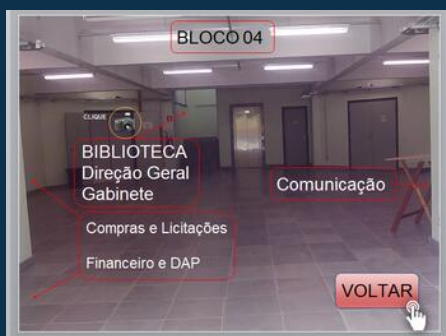 BLOCO 04
CLIQUE
BIBLIOTECA
Direção Geral
Gabinete
Comunicação
Compras e Licitações
Financeiro e DAP
VOLTAR